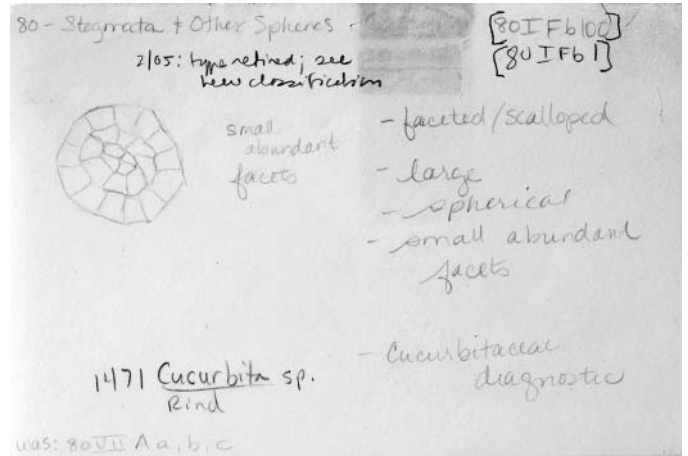 80 - Stegmata + Other Spheres -
[80IFb100]
[80IFb1]
2/05: type retired; see
new classification
small
abundant
facets
- faceted/scalloped
- large
- spherical
- small abundant
facets
- Cucurbitaceae
diagnostic
1471 Cucurbita sp.
Rind
was: 80VII A a, b, c